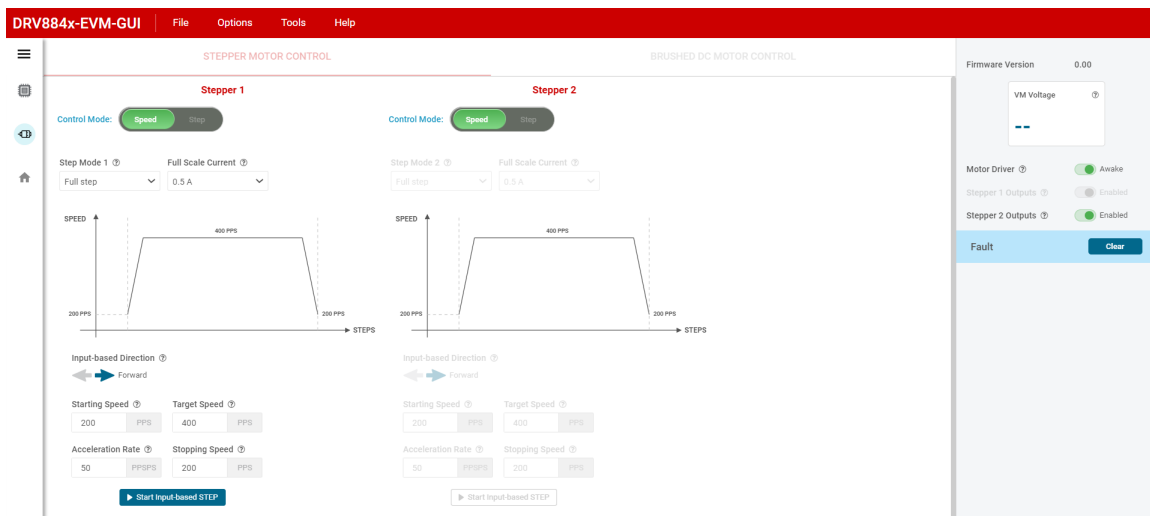 DRV884x-EVM-GUI File Options Tools Help
STEPPER MOTOR CONTROL BRUSHED DC MOTOR CONTROL
Stepper 1 Stepper 2
Control Mode: Speed Step Control Mode: Speed Step
Step Mode 1 Full Scale Current Step Mode 2 Full Scale Current
Full step 0.5 A Full step 0.5 A
SPEED SPEED
400 PPS 400 PPS
200 PPS 200 PPS 200 PPS 200 PPS
STEPS STEPS
Input-based Direction Input-based Direction
Forward Forward
Starting Speed Target Speed Starting Speed Target Speed
200 PPS 400 PPS 200 PPS 400 PPS
Acceleration Rate Stopping Speed Acceleration Rate Stopping Speed
50 PPSPS 200 PPS 50 PPSPS 200 PPS
Start input-based STEP Start input-based STEP
Firmware Version 0.00
VM Voltage
--
Motor Driver Awake
Stepper 1 Outputs Enabled
Stepper 2 Outputs Enabled
Fault Clear